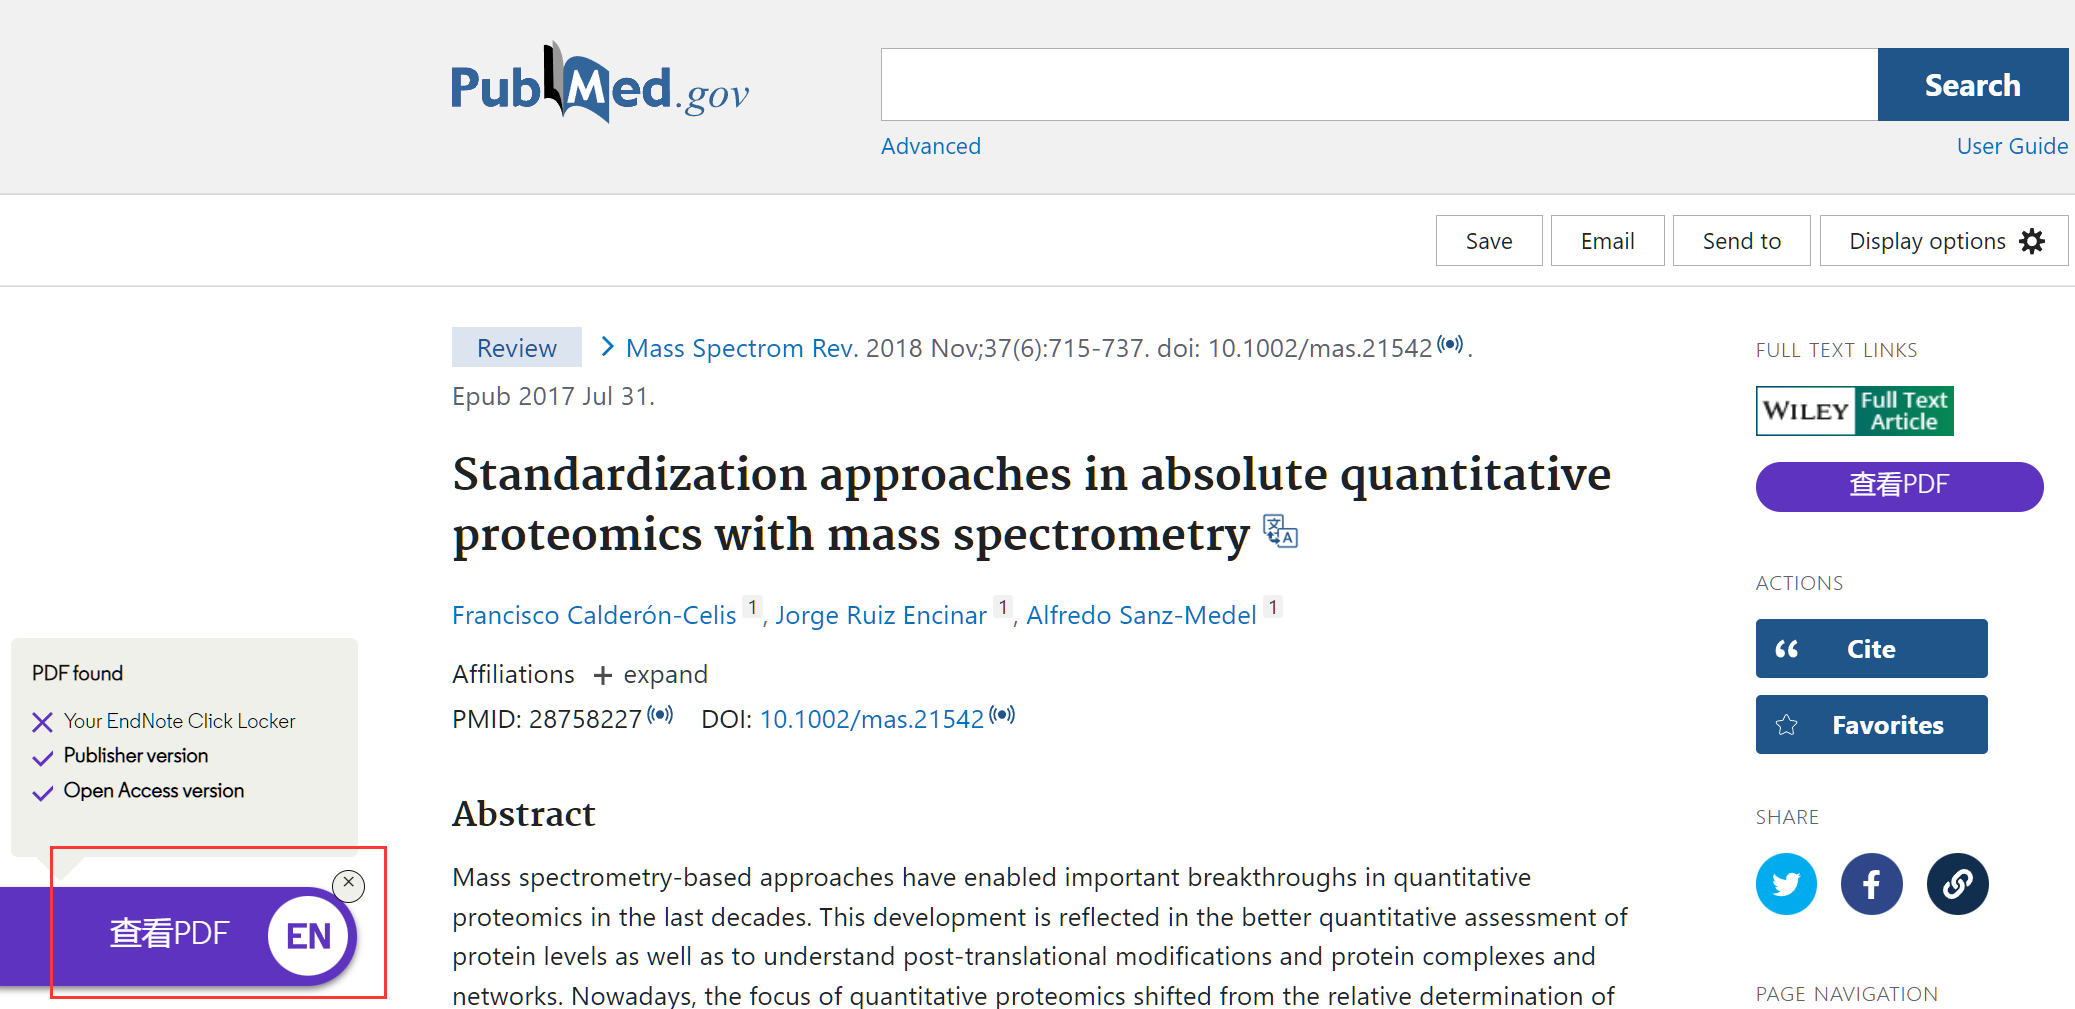 PubMed.gov
Search
Advanced
User Guide
Save
Email
Send to
Display options
Review
Mass Spectrom Rev. 2018 Nov;37(6):715-737. doi: 10.1002/mas.21542.
Epub 2017 Jul 31.
Standardization approaches in absolute quantitative
proteomics with mass spectrometry
文A
Francisco Calderón-Celis 1, Jorge Ruiz Encinar 1, Alfredo Sanz-Medel 1
Affiliations + expand
PMID: 28758227 DOI: 10.1002/mas.21542
Abstract
Mass spectrometry-based approaches have enabled important breakthroughs in quantitative
proteomics in the last decades. This development is reflected in the better quantitative assessment of
protein levels as well as to understand post-translational modifications and protein complexes and
networks. Nowadays, the focus of quantitative proteomics shifted from the relative determination of
PDF found
Your EndNote Click Locker
Publisher version
Open Access version
查看PDF
EN
FULL TEXT LINKS
WILEY
Full Text
Article
查看PDF
ACTIONS
Cite
Favorites
SHARE
PAGE NAVIGATION